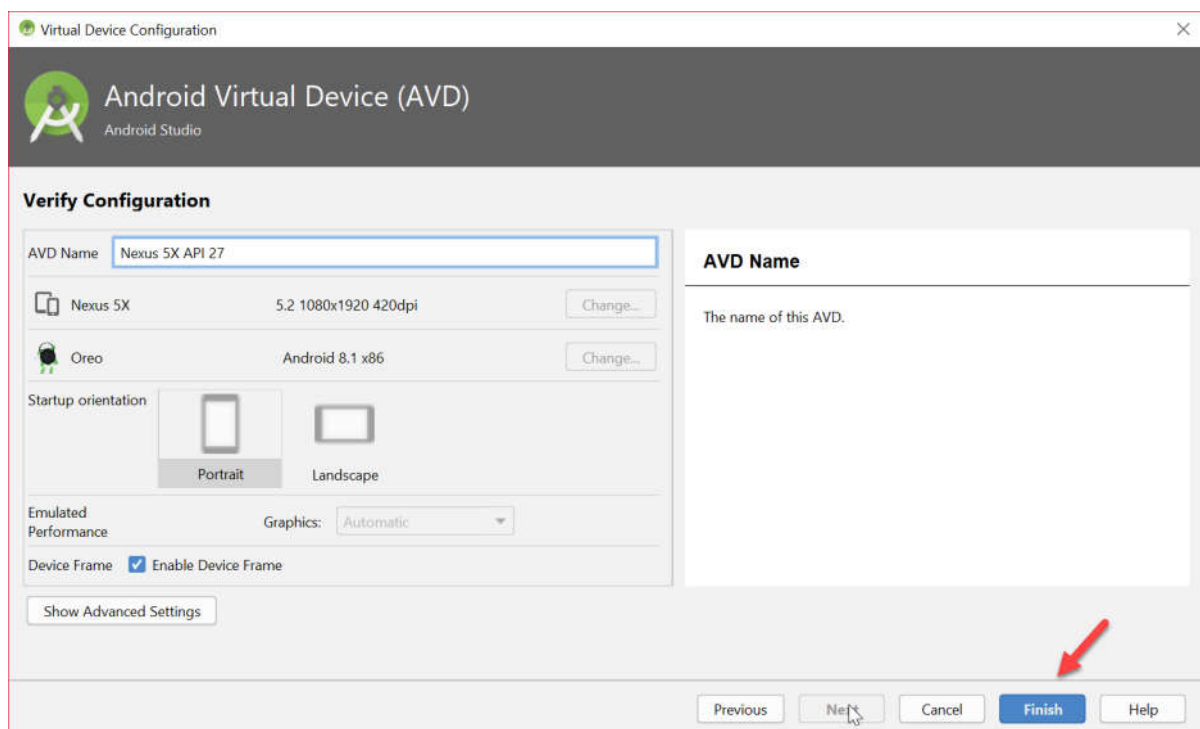 Virtual Device Configuration
Android Virtual Device (AVD)
Android Studio
Verify Configuration
AVD Name Nexus 5X API 27
Nexus 5X 5.2 1080x1920 420dpi Change...
Oreo Android 8.1 x86 Change...
Startup orientation
Portrait Landscape
Emulated
Performance
Graphics: Automatic
Device Frame Enable Device Frame
Show Advanced Settings
AVD Name
The name of this AVD.
Previous Next Cancel Finish Help